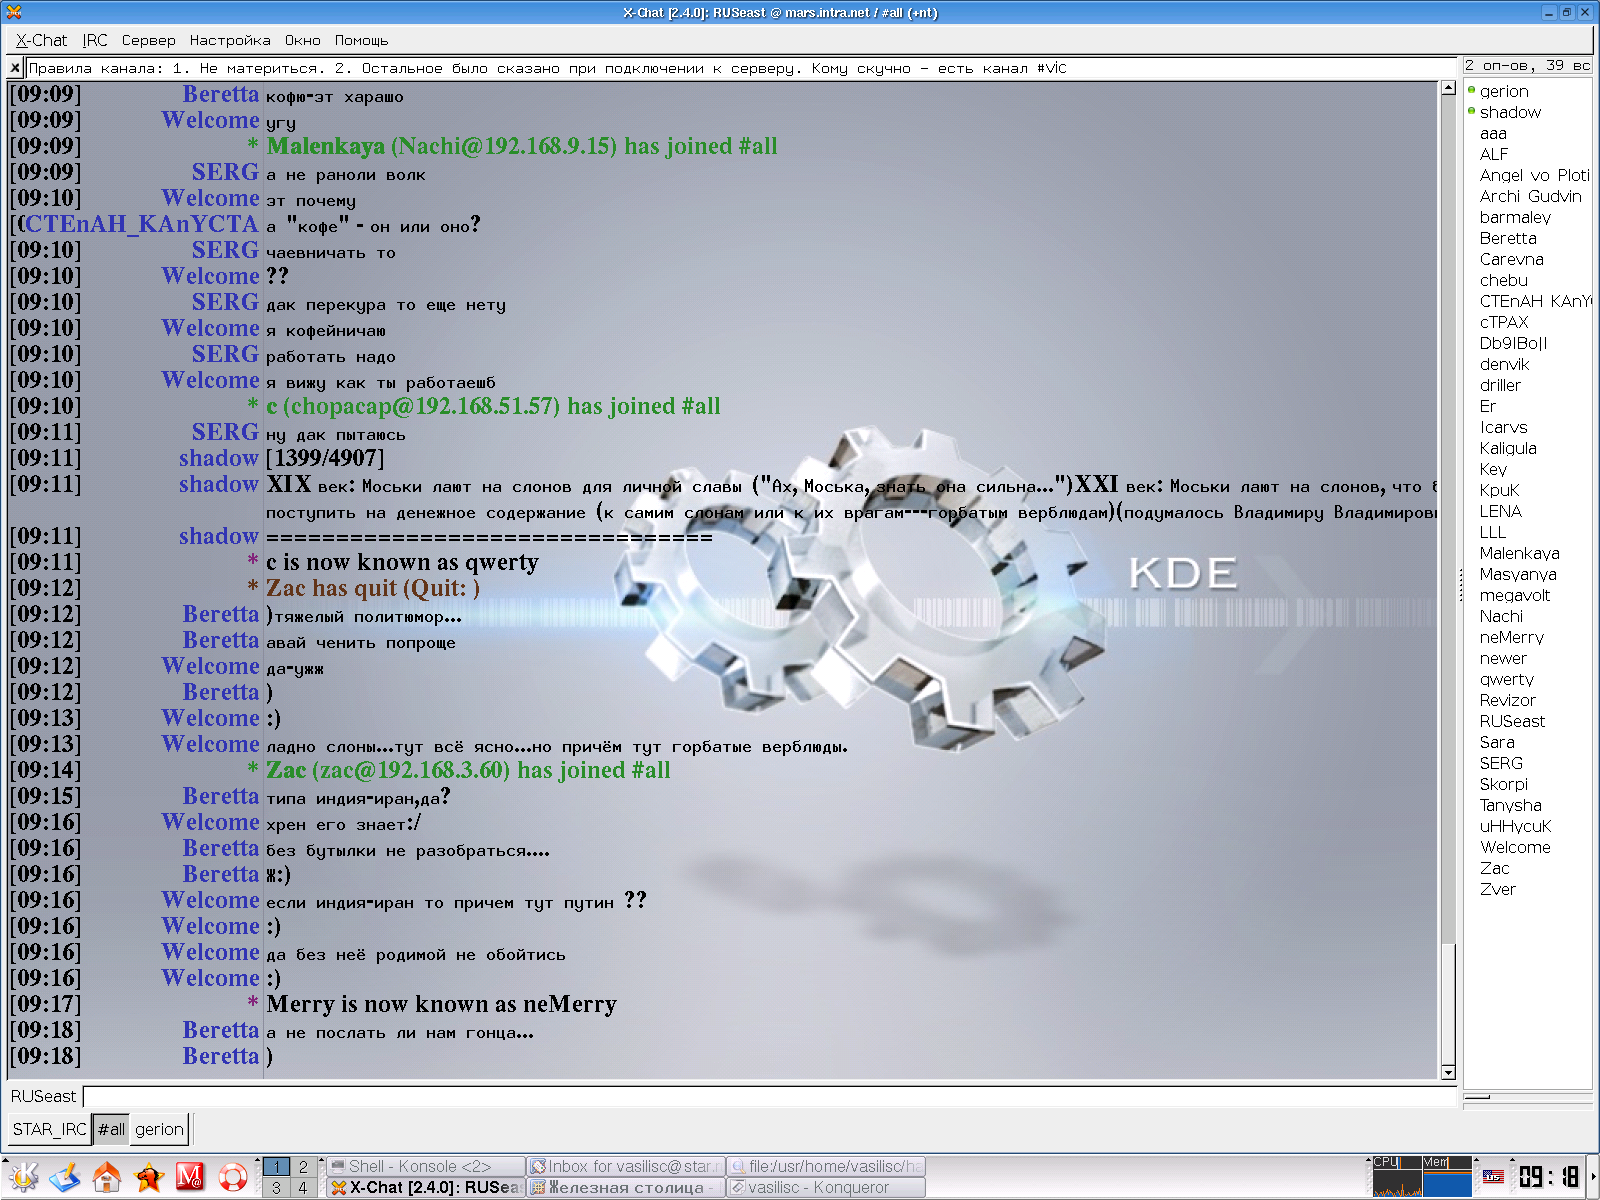 X-Chat [2.4.0]: RUSeast @ mars.intra.net / #all (+nt)
X-Chat IRC Сервер Настройка Окно Помощь
Правила канала: 1. Не материться. 2. Остальное было сказано при подключении к серверу. Кому скучно - есть канал #vic
2 оп-ов, 39 вс
[09:09] Beretta кофю-эт харашо
[09:09] Welcome угу
[09:09] * Malenkaya (Nachi@192.168.9.15) has joined #all
[09:09] SERG а не раноли волк
[09:10] Welcome эт почему
[0CTEnAH_KAnYCTA а "кофе" - он или оно?
[09:10] SERG чаевничать то
[09:10] Welcome ??
[09:10] SERG дак перекура то еще нету
[09:10] Welcome я кофейничаю
[09:10] SERG работать надо
[09:10] Welcome я вижу как ты работаешб
[09:10] * c (chopacap@192.168.51.57) has joined #all
[09:11] SERG ну дак пытаюсь
[09:11] shadow [1399/4907]
[09:11] shadow XIX век: Моськи лают на слонов для личной славы ("Ах, Моська, знать она сильна...")XXI век: Моськи лают на слонов, что б
поступить на денежное содержание (к самим слонам или к их врагам---горбатым верблюдам)(подумалось Владимиру Владимирови
[09:11] shadow ================================
[09:11] * c is now known as qwerty
[09:12] * Zac has quit (Quit: )
[09:12] Beretta )тяжелый политюмор...
[09:12] Beretta авай ченить попроще
[09:12] Welcome да-ужж
[09:12] Beretta )
[09:13] Welcome :)
[09:13] Welcome ладно слоны...тут всё ясно...но причём тут горбатые верблюды.
[09:14] * Zac (zac@192.168.3.60) has joined #all
[09:15] Beretta типа индия-иран,да?
[09:16] Welcome хрен его знает:/
[09:16] Beretta без бутылки не разобраться....
[09:16] Beretta Ж:)
[09:16] Welcome если индия-иран то причем тут путин ??
[09:16] Welcome :)
[09:16] Welcome да без неё родимой не обойтись
[09:16] Welcome :)
[09:17] * Merry is now known as neMerry
[09:18] Beretta а не послать ли нам гонца...
[09:18] Beretta )
KDE
gerion
shadow
aaa
ALF
Angel vo Ploti
Archi Gudvin
barmaley
Beretta
Carevna
chebu
CTEnAH KAnY
cTPAX
Db9IBo|I
denvik
driller
Er
Icarvs
Kaligula
Key
KpuK
LENA
LLL
Malenkaya
Masyanya
megavolt
Nachi
neMerry
newer
qwerty
Revizor
RUSeast
Sara
SERG
Skorpi
Tanysha
uHHycuK
Welcome
Zac
Zver
RUSeast
STAR_IRC #all gerion
1 2 Shell - Konsole <2> Inbox for vasilisc@star.r file:/usr/home/vasilisc/ha CPU Mem
3 4 X-Chat [2.4.0]: RUSea Железная столица - vasilisc - Konqueror US 09:18